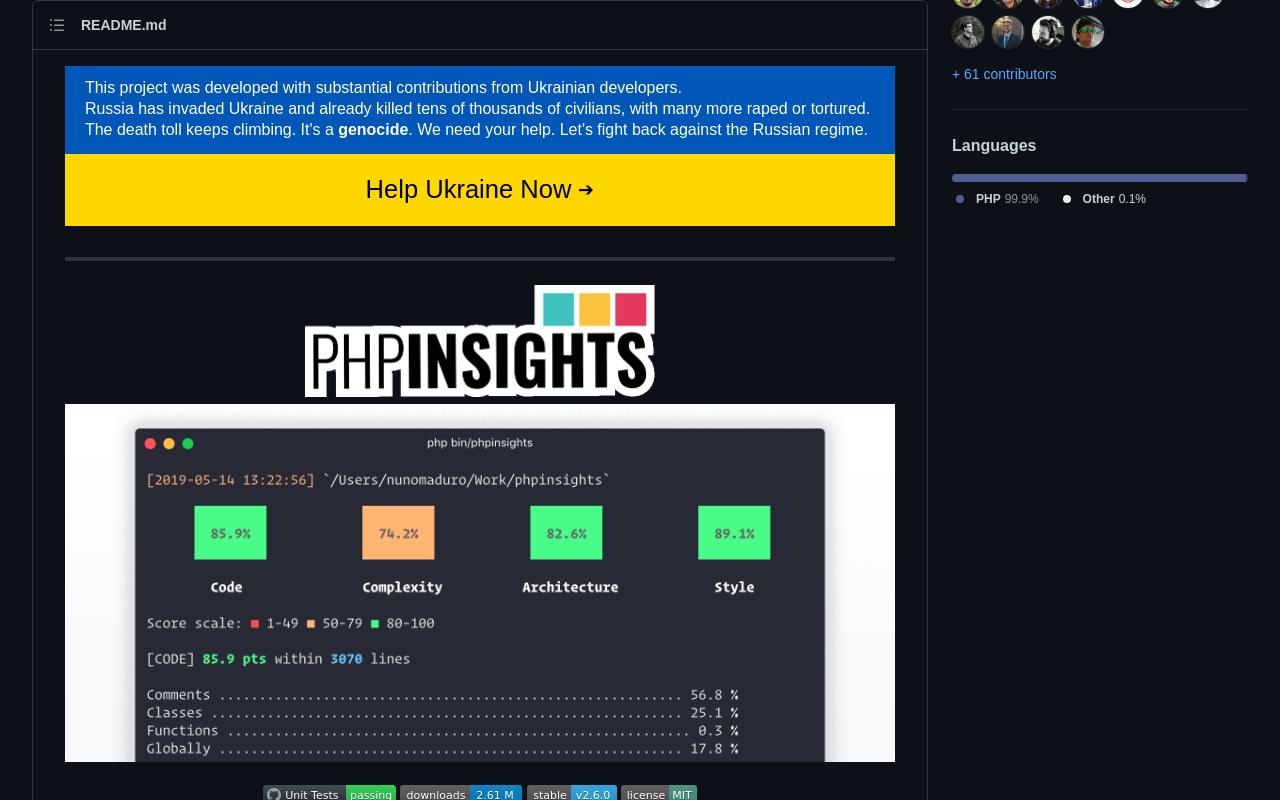 README.md
This project was developed with substantial contributions from Ukrainian developers.
Russia has invaded Ukraine and already killed tens of thousands of civilians, with many more raped or tortured.
The death toll keeps climbing. It's a genocide. We need your help. Let's fight back against the Russian regime.
Help Ukraine Now ➔
PHPINSIGHTS
php bin/phpinsights
[2019-05-14 13:22:56] `/Users/nunomaduro/Work/phpinsights`
85.9% 74.2% 82.6% 89.1%
Code Complexity Architecture Style
Score scale: ■ 1-49 ■ 50-79 ■ 80-100
[CODE] 85.9 pts within 3070 lines
Comments .......................................................... 56.8 %
Classes ........................................................... 25.1 %
Functions ........................................................... 0.3 %
Globally .......................................................... 17.8 %
Unit Tests passing downloads 2.61 M stable v2.6.0 license MIT
+ 61 contributors
Languages
PHP 99.9% Other 0.1%